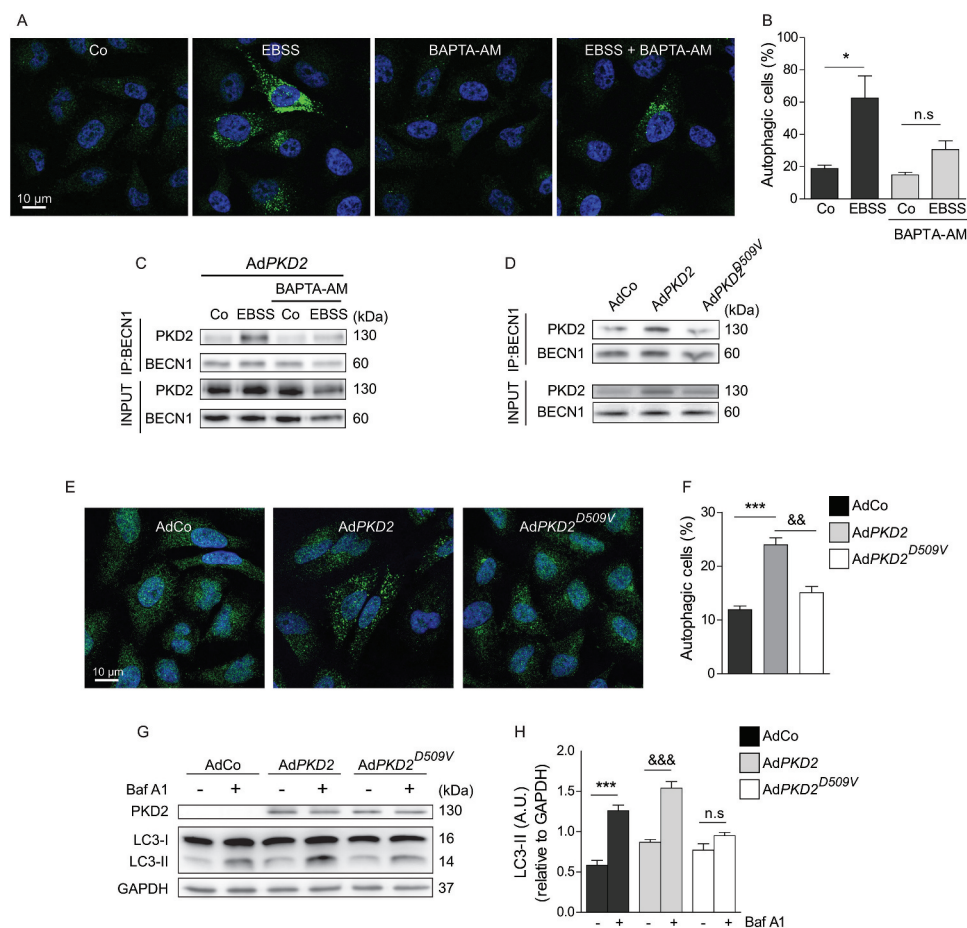 A
Co
EBSS
BAPTA-AM
EBSS + BAPTA-AM
10 µm
B
Autophagic cells (%)
100
80
60
40
20
0
*
n.s
Co
EBSS
Co
EBSS
BAPTA-AM
C
AdPKD2
BAPTA-AM
Co EBSS Co EBSS (kDa)
IP:BECN1
PKD2 130
BECN1 60
INPUT
PKD2 130
BECN1 60
D
AdCo
AdPKD2
AdPKD2D509V
(kDa)
IP:BECN1
PKD2 130
BECN1 60
INPUT
PKD2 130
BECN1 60
E
AdCo
AdPKD2
AdPKD2D509V
10 µm
F
Autophagic cells (%)
30
20
10
0
***
&&
AdCo
AdPKD2
AdPKD2D509V
G
AdCo AdPKD2 AdPKD2D509V
Baf A1 - + - + - + (kDa)
PKD2 130
LC3-I 16
LC3-II 14
GAPDH 37
H
LC3-II (A.U.)
(relative to GAPDH)
2.0
1.5
1.0
0.5
0.0
***
&&&
n.s
- + - + - + Baf A1
AdCo
AdPKD2
AdPKD2D509V